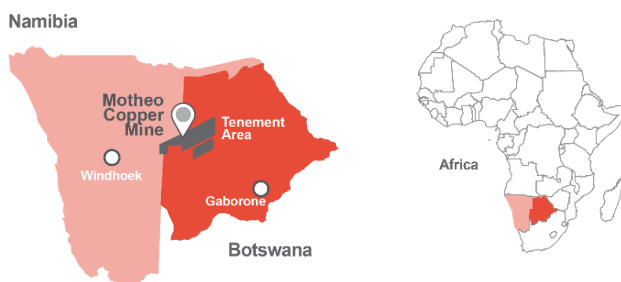 Namibia
Motheo
Copper
Mine
Tenement
Area
Windhoek
Gaborone
Botswana
Africa